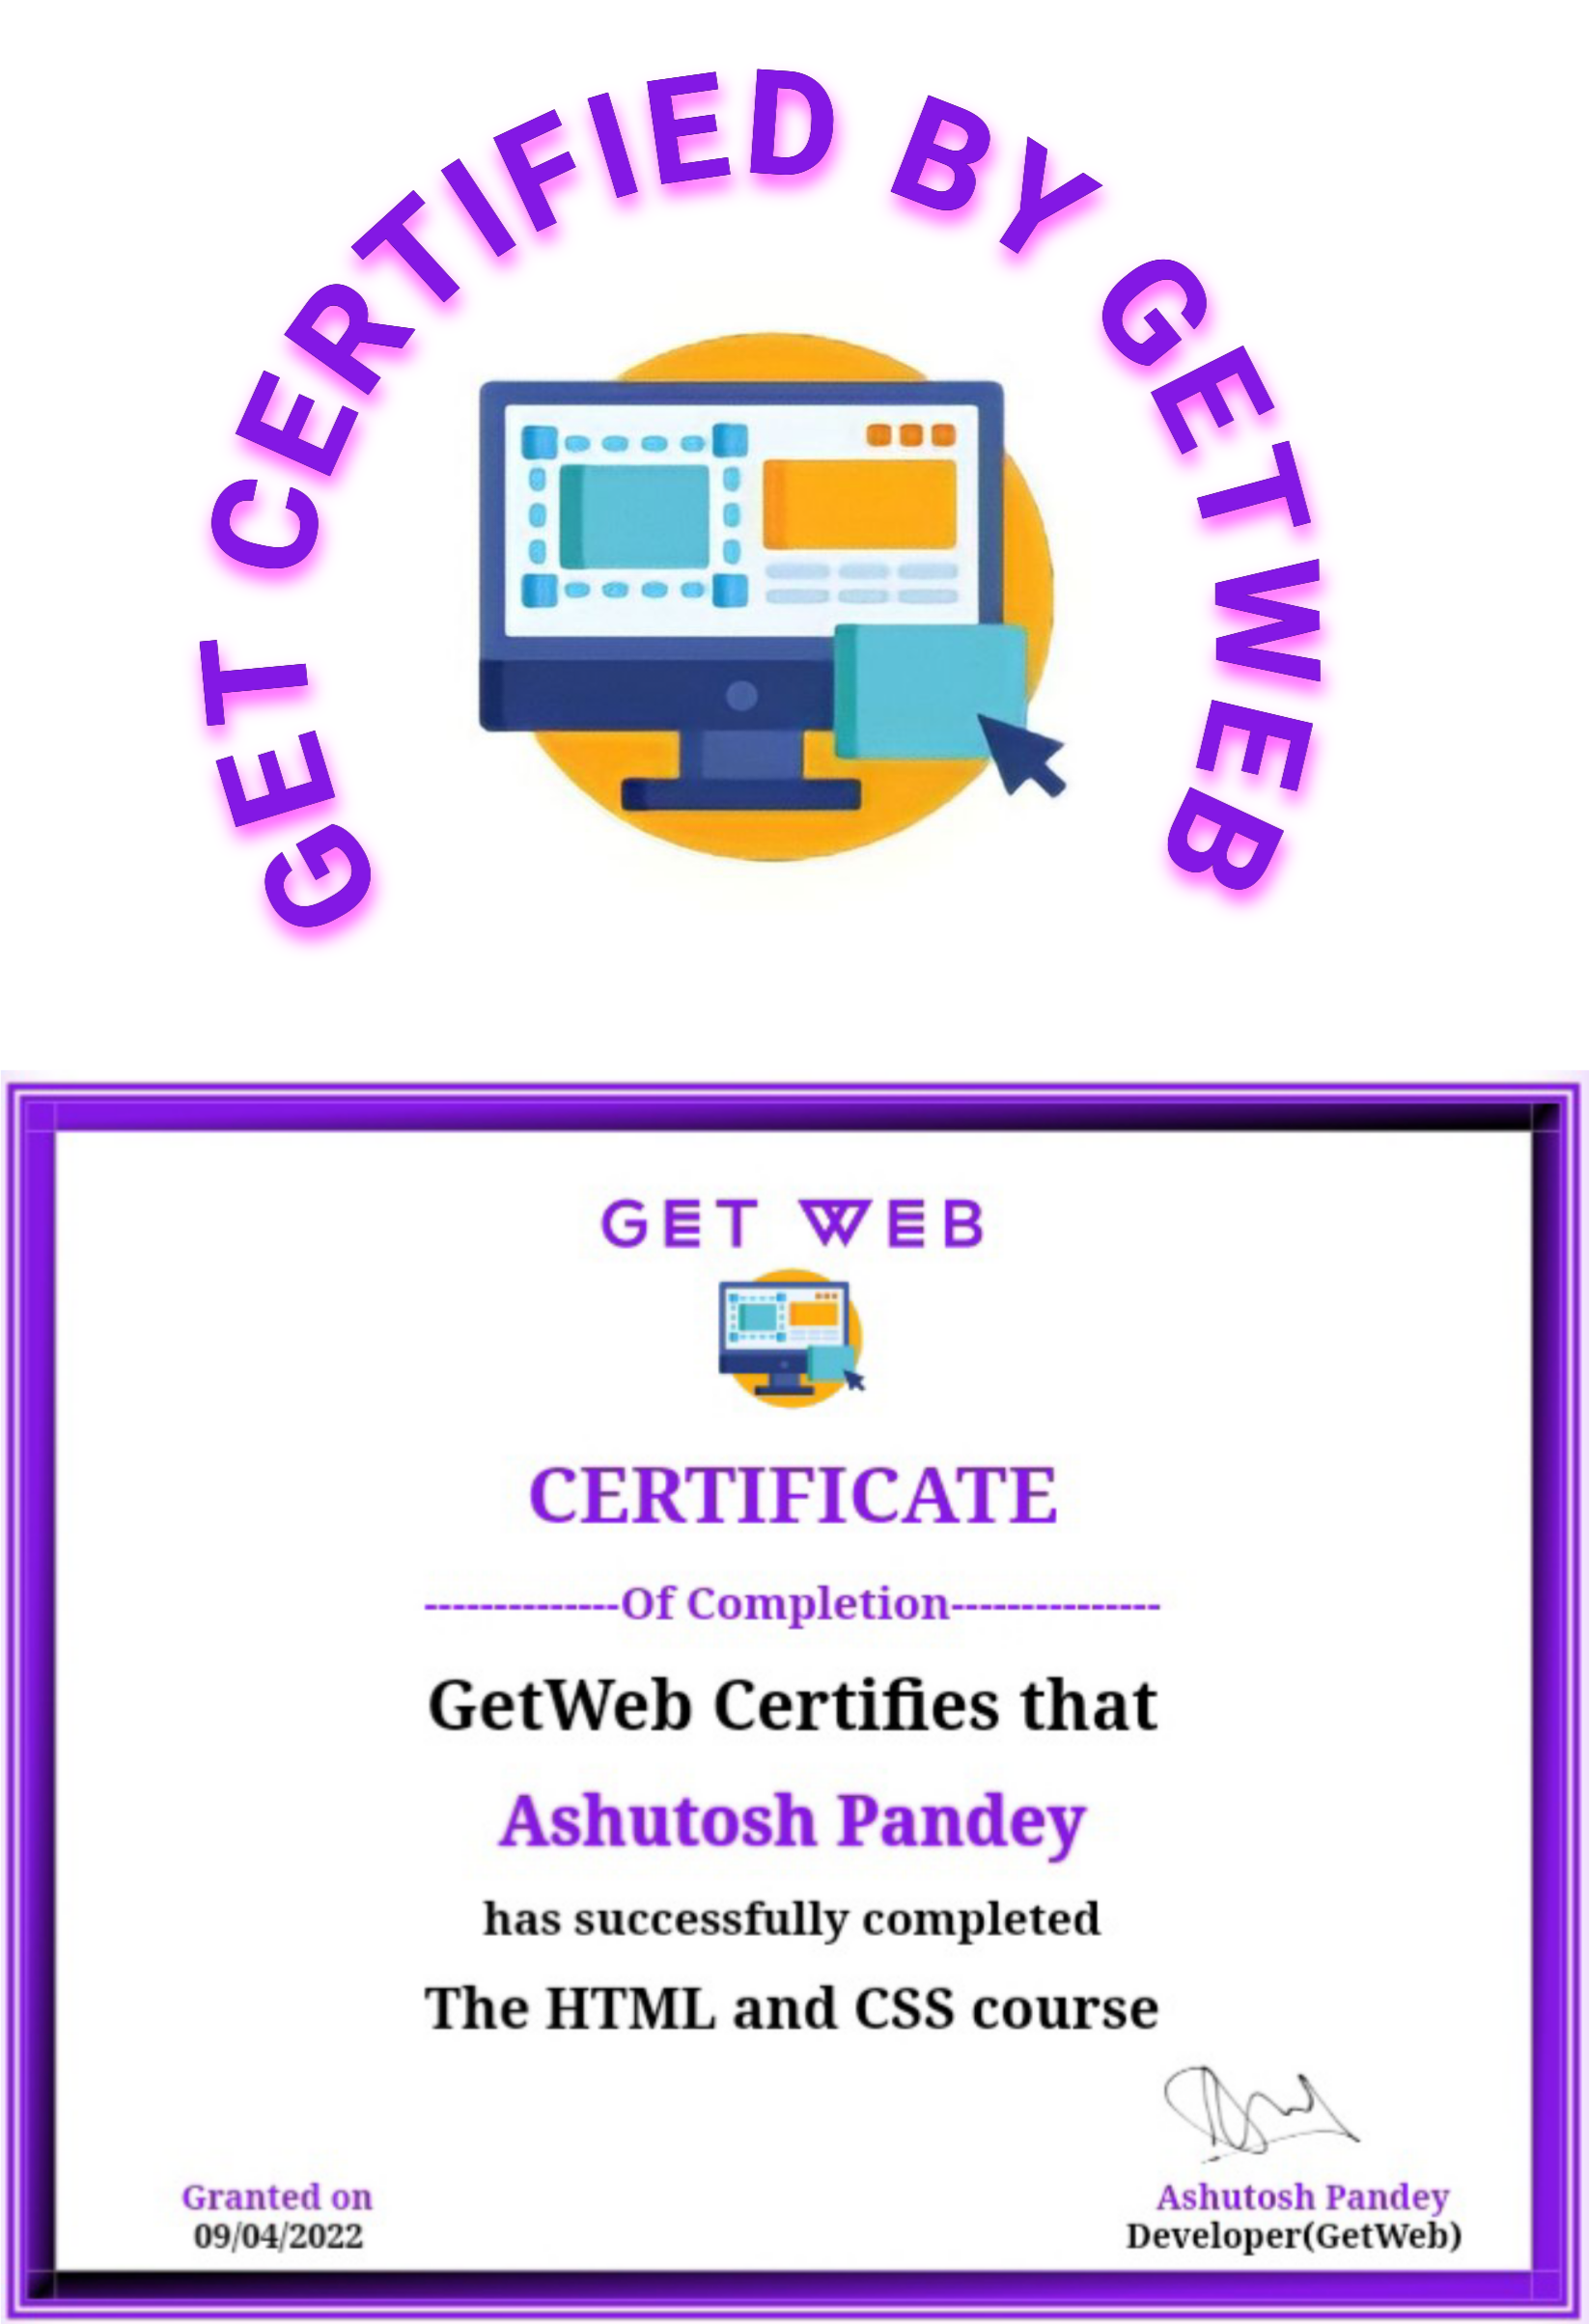 GET CERTIFIED BY GETWEB
GET WEB
CERTIFICATE
--------------Of Completion---------------
GetWeb Certifies that
Ashutosh Pandey
has successfully completed
The HTML and CSS course
Granted on
09/04/2022
Ashutosh Pandey
Developer(GetWeb)